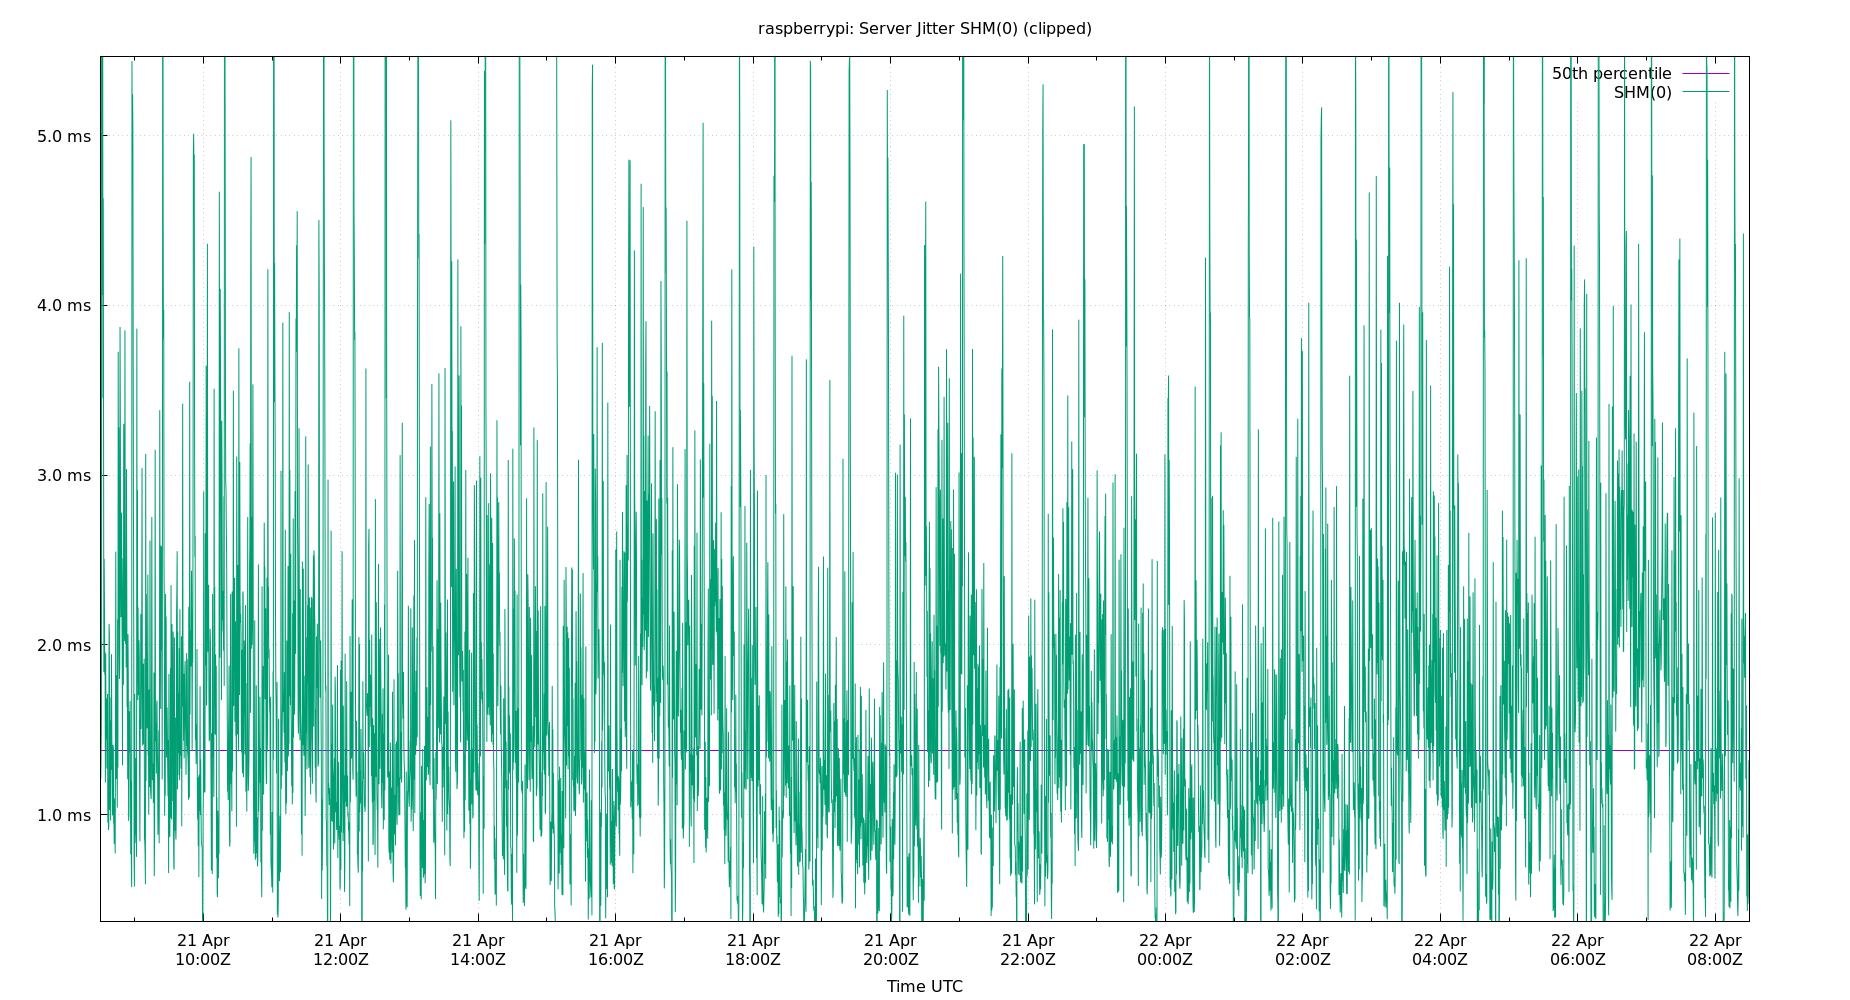 raspberrypi: Server Jitter SHM(0) (clipped)
50th percentile
SHM(0)
5.0 ms
4.0 ms
3.0 ms
2.0 ms
1.0 ms
21 Apr 21 Apr 21 Apr 21 Apr 21 Apr 21 Apr 21 Apr 22 Apr 22 Apr 22 Apr 22 Apr 22 Apr
10:00Z 12:00Z 14:00Z 16:00Z 18:00Z 20:00Z 22:00Z 00:00Z 02:00Z 04:00Z 06:00Z 08:00Z
Time UTC